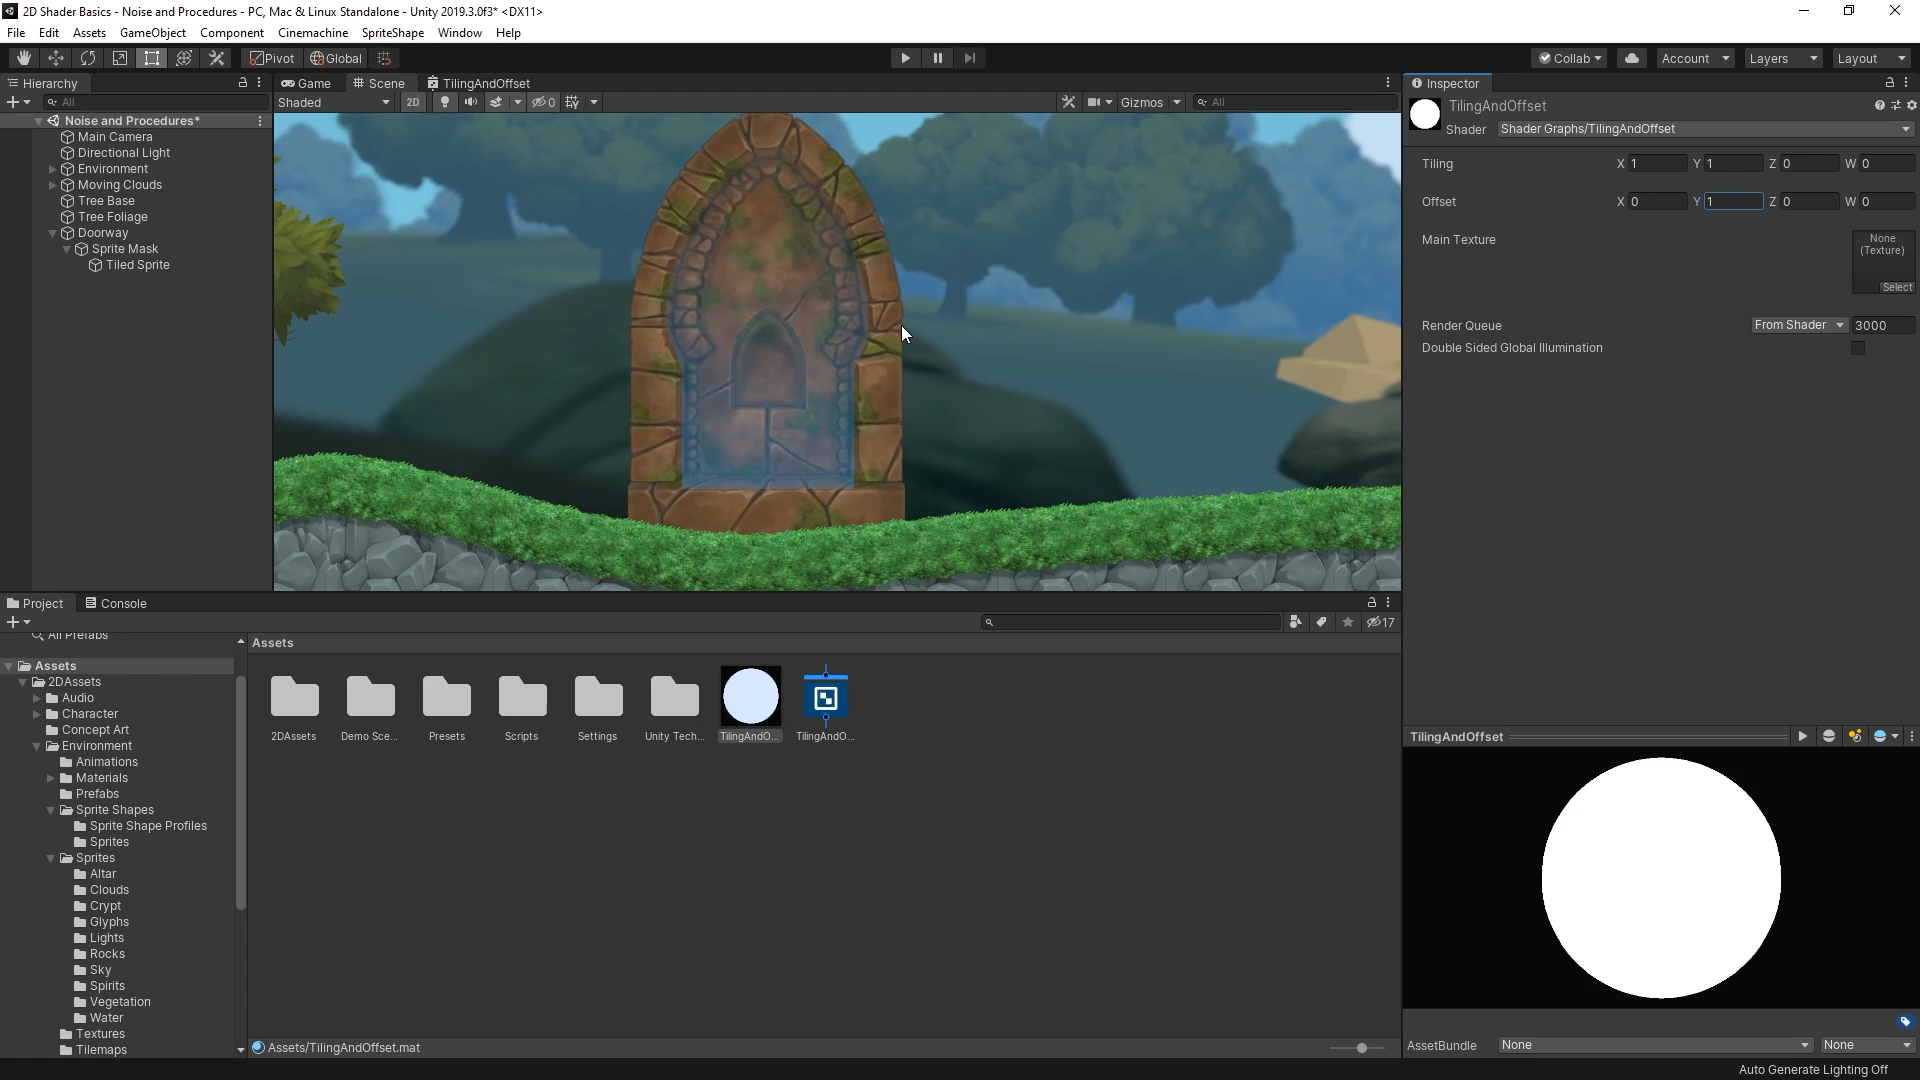 2D Shader Basics - Noise and Procedures - PC, Mac & Linux Standalone - Unity 2019.3.0f3* <DX11>
File Edit Assets GameObject Component Cinemachine SpriteShape Window Help
Pivot Global Collab Account Layers Layout
Hierarchy
All
Noise and Procedures*
Main Camera
Directional Light
Environment
Moving Clouds
Tree Base
Tree Foliage
Doorway
Sprite Mask
Tiled Sprite
Game Scene TilingAndOffset
Shaded 2D 0 Gizmos All
Inspector
TilingAndOffset
Shader Shader Graphs/TilingAndOffset
Tiling X 1 Y 1 Z 0 W 0
Offset X 0 Y 1 Z 0 W 0
Main Texture
None
(Texture)
Select
Render Queue From Shader 3000
Double Sided Global Illumination
Project Console
17
All Prefabs
Assets
2DAssets
Audio
Character
Concept Art
Environment
Animations
Materials
Prefabs
Sprite Shapes
Sprite Shape Profiles
Sprites
Sprites
Altar
Clouds
Crypt
Glyphs
Lights
Rocks
Sky
Spirits
Vegetation
Water
Textures
Tilemaps
Assets
2DAssets Demo Sce... Presets Scripts Settings Unity Tech... TilingAndO... TilingAndO...
Assets/TilingAndOffset.mat
TilingAndOffset
AssetBundle None None
Auto Generate Lighting Off